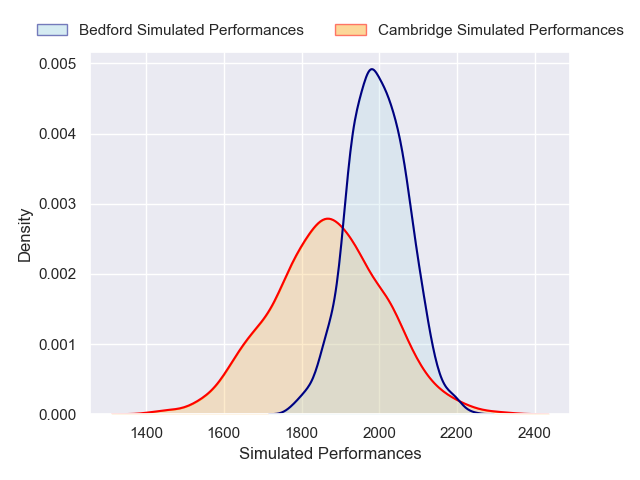 Bedford Simulated Performances Cambridge Simulated Performances
0.005
0.004
0.003
0.002
0.001
0.000
Density
1400 1600 1800 2000 2200 2400
Simulated Performances